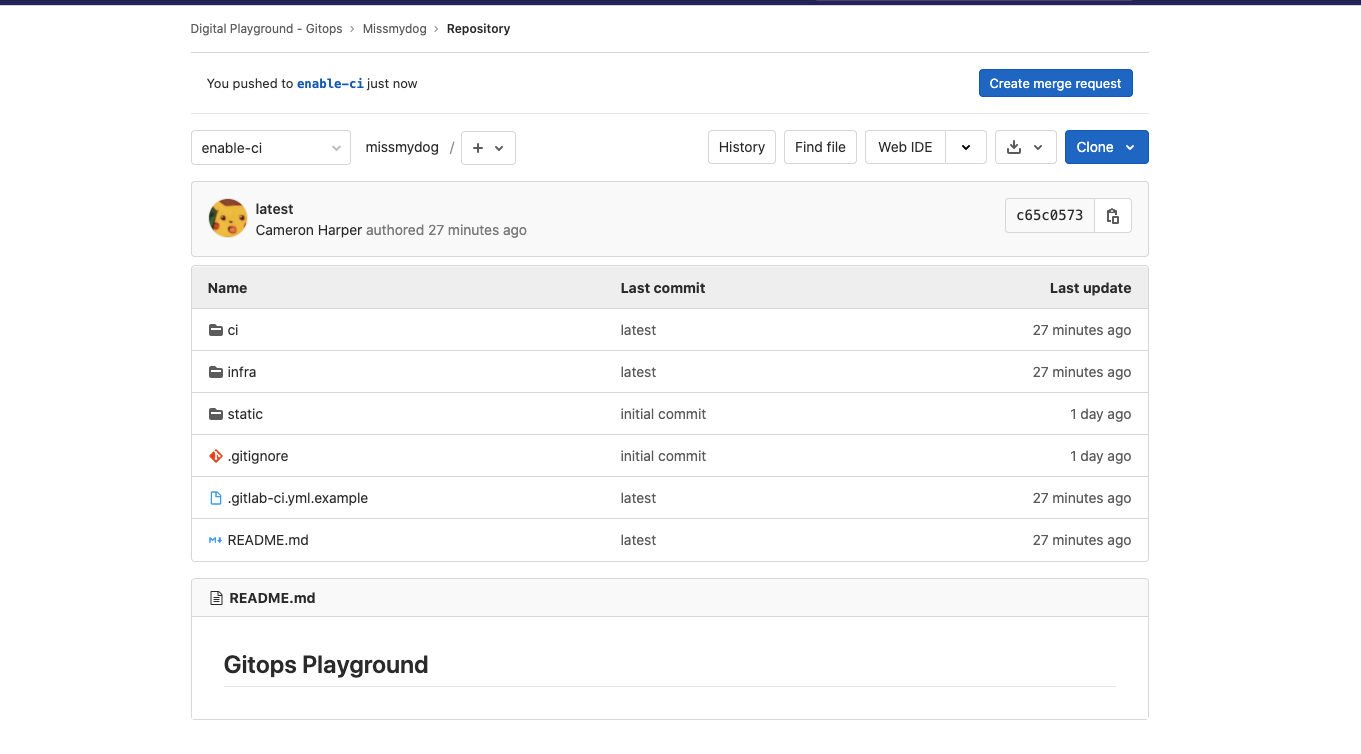 Digital Playground - Gitops > Missmydog > Repository
You pushed to enable-ci just now
Create merge request
enable-ci missmydog / + History Find file Web IDE Clone
latest
Cameron Harper authored 27 minutes ago
c65c0573
Name Last commit Last update
ci latest 27 minutes ago
infra latest 27 minutes ago
static initial commit 1 day ago
.gitignore initial commit 1 day ago
.gitlab-ci.yml.example latest 27 minutes ago
README.md latest 27 minutes ago
README.md
Gitops Playground